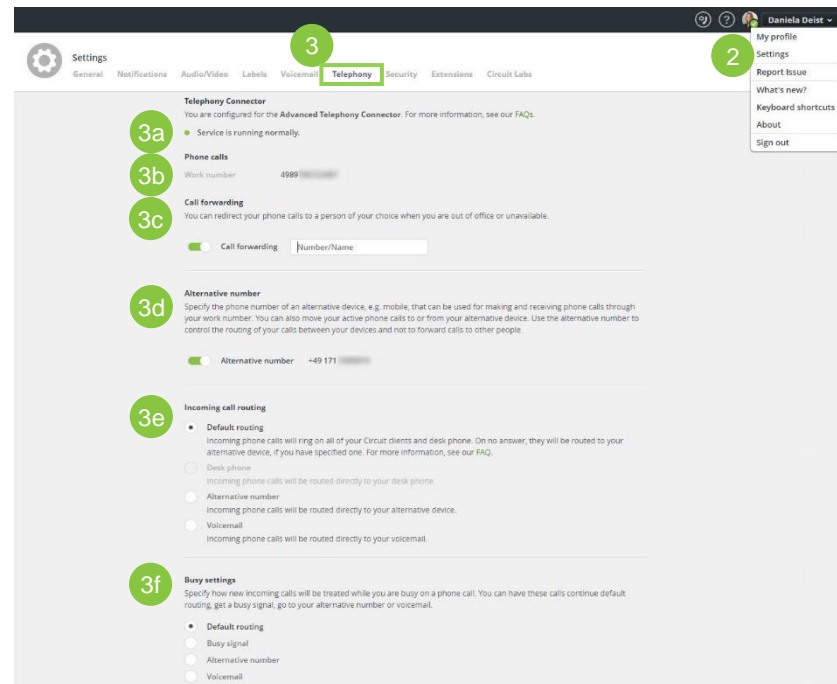 Daniela Deist
My profile
2
Settings
Report Issue
What's new?
Keyboard shortcuts
About
Sign out
Settings
3
General Notifications Audio/Video Labels Voicemail Telephony Security Extensions Circuit Labs
Telephony Connector
You are configured for the Advanced Telephony Connector. For more information, see our FAQs.
3a
Service is running normally.
Phone calls
3b
Work number 4989
Call forwarding
3c
You can redirect your phone calls to a person of your choice when you are out of office or unavailable.
Call forwarding Number/Name
Alternative number
3d
Specify the phone number of an alternative device, e.g. mobile, that can be used for making and receiving phone calls through
your work number. You can also move your active phone calls to or from your alternative device. Use the alternative number to
control the routing of your calls between your devices and not to forward calls to other people.
Alternative number +49 171
Incoming call routing
3e
Default routing
Incoming phone calls will ring on all of your Circuit clients and desk phone. On no answer, they will be routed to your
alternative device, if you have specified one. For more information, see our FAQ.
Desk phone
Incoming phone calls will be routed directly to your desk phone.
Alternative number
Incoming phone calls will be routed directly to your alternative device.
Voicemail
Incoming phone calls will be routed directly to your voicemail.
3f
Busy settings
Specify how new incoming calls will be treated while you are busy on a phone call. You can have these calls continue default
routing, get a busy signal, go to your alternative number or voicemail.
Default routing
Busy signal
Alternative number
Voicemail